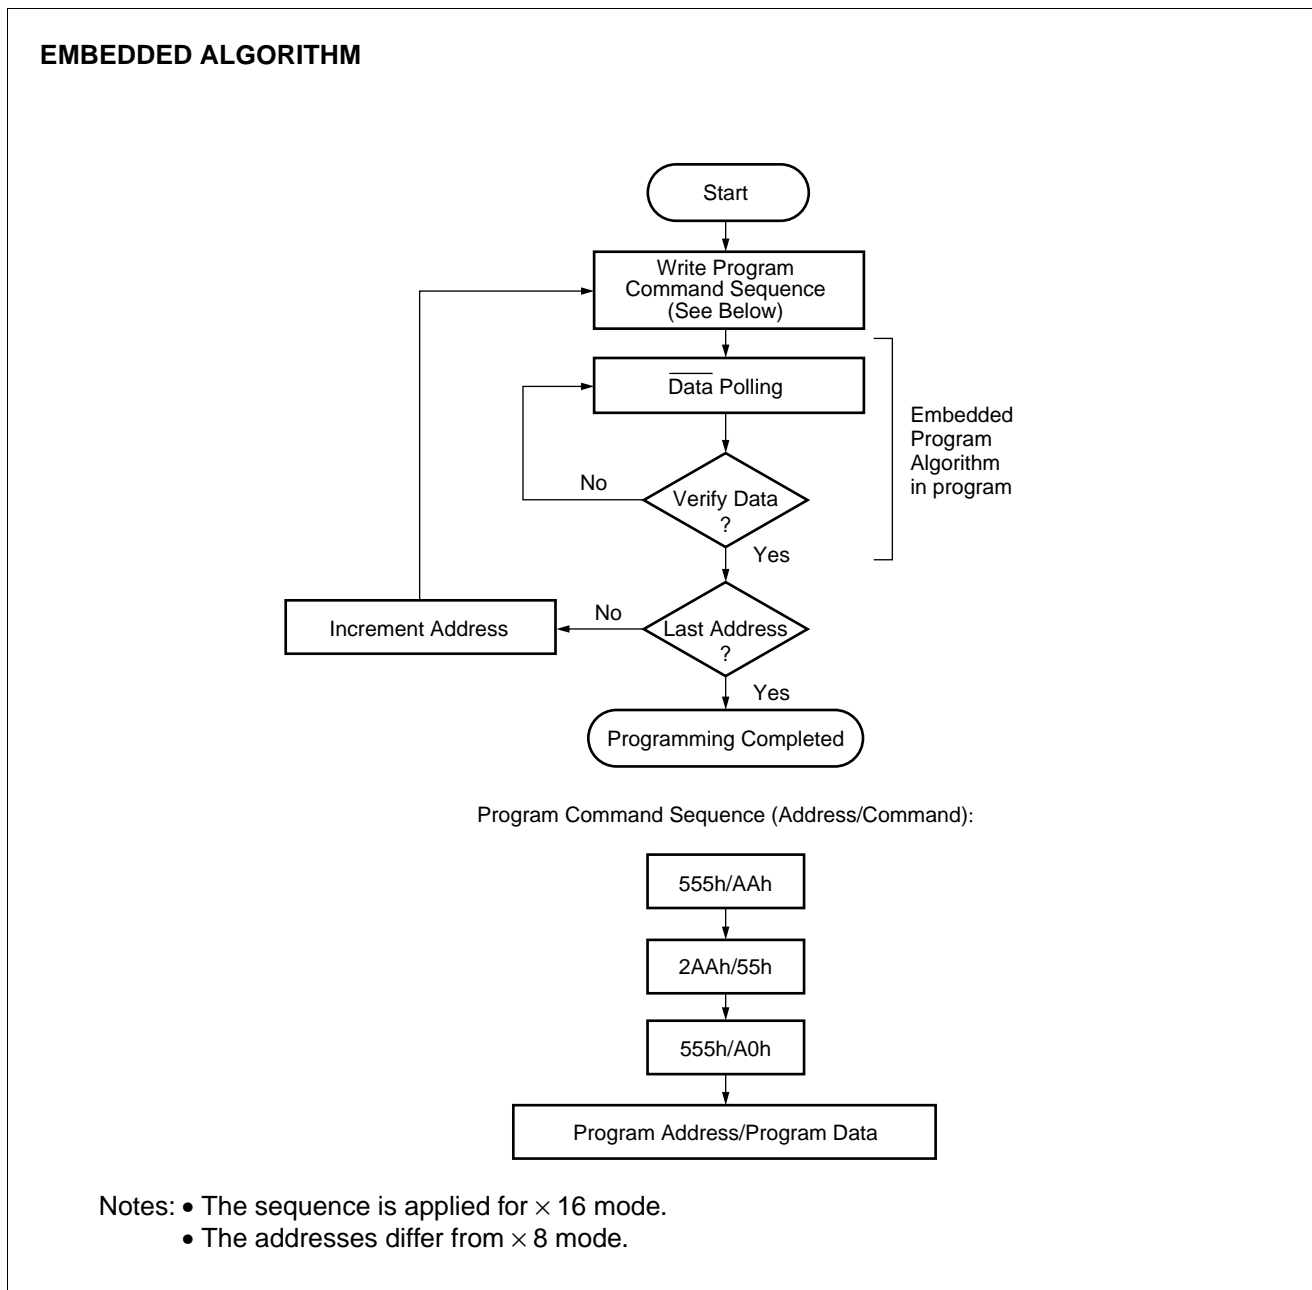 EMBEDDED ALGORITHM
Start
Write Program
Command Sequence
(See Below)
Data Polling
Embedded
Program
Algorithm
in program
No
Verify Data
?
Yes
Increment Address
No
Last Address
?
Yes
Programming Completed
Program Command Sequence (Address/Command):
555h/AAh
2AAh/55h
555h/A0h
Program Address/Program Data
Notes: • The sequence is applied for × 16 mode.
• The addresses differ from × 8 mode.